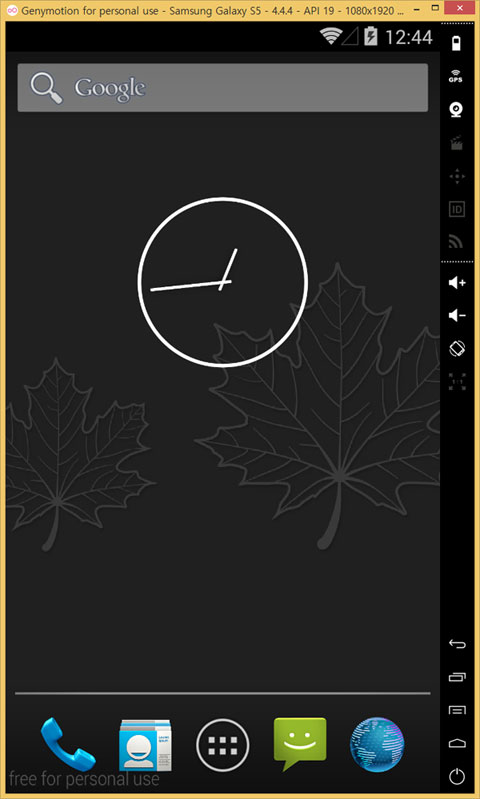 Genymotion for personal use - Samsung Galaxy S5 - 4.4.4 - API 19 - 1080x1920 ...
12:44
Google
GPS
ID
free for personal use